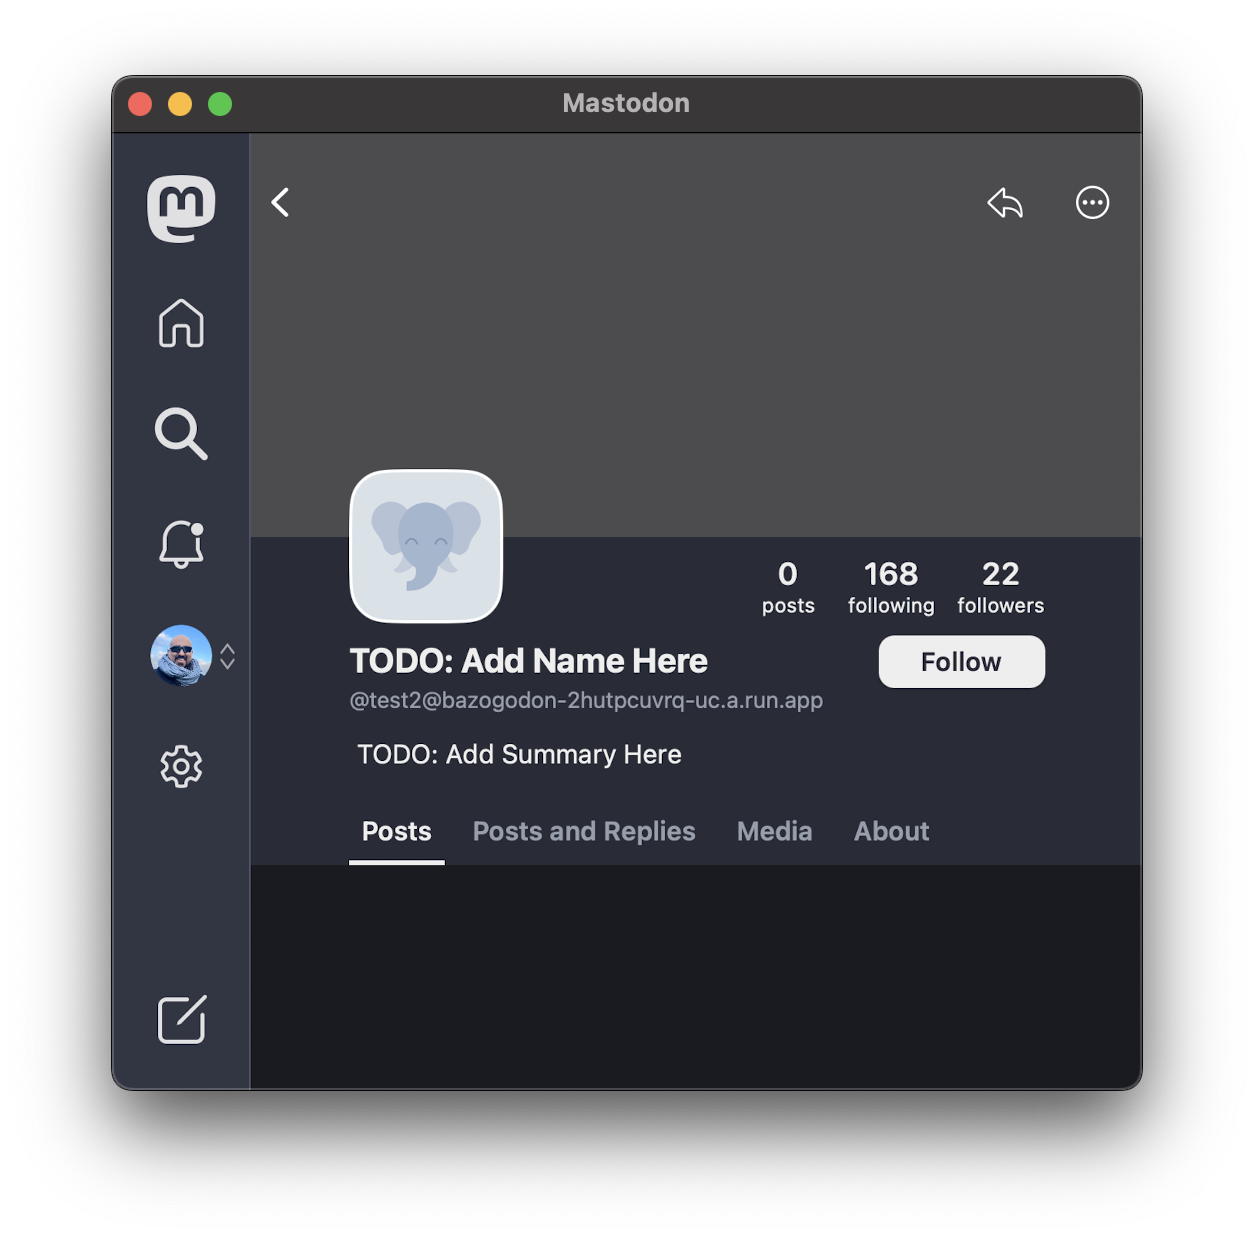 Mastodon
0 168 22
posts following followers
TODO: Add Name Here
Follow
@test2@bazogodon-2hutpcuvrq-uc.a.run.app
TODO: Add Summary Here
Posts Posts and Replies Media About